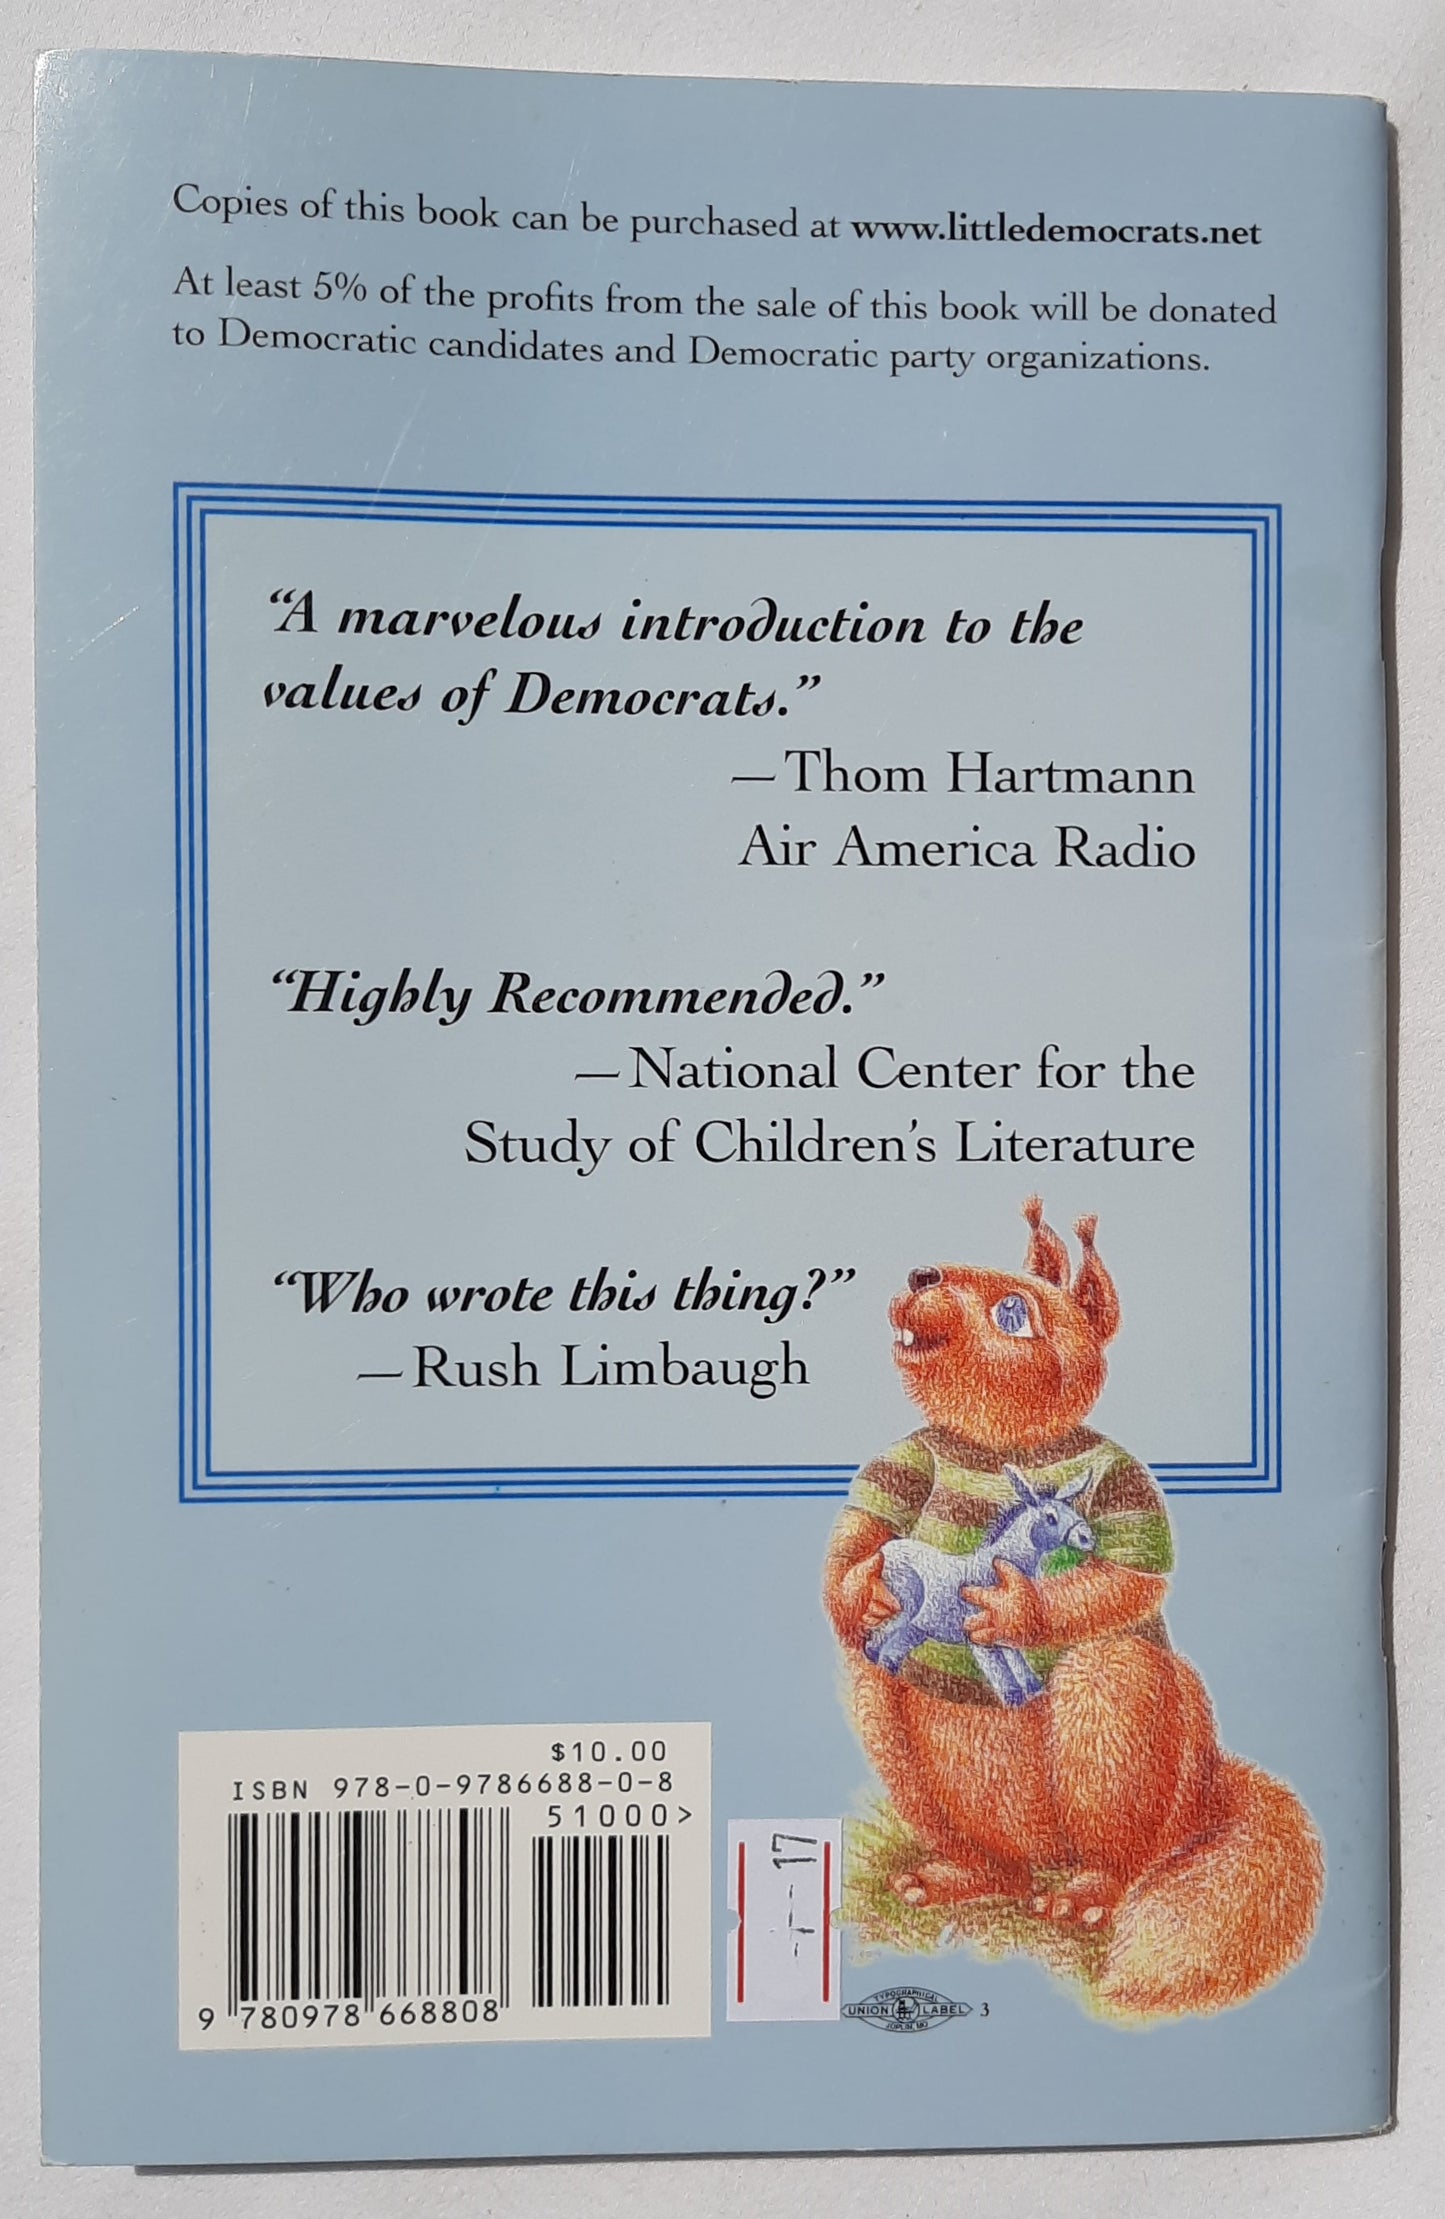 Copies of this book can be purchased at www.littledemocrats.net
At least 5% of the profits from the sale of this book will be donated
to Democratic candidates and Democratic party organizations.
“A marvelous introduction to the
values of Democrats.”
—Thom Hartmann
Air America Radio
“Highly Recommended.”
—National Center for the
Study of Children’s Literature
“Who wrote this thing?”
—Rush Limbaugh
$10.00
ISBN 978-0-9786688-0-8
51000>
9 780978 668808
TYPOGRAPHICAL
UNION LABEL 3
JOPLIN, MO